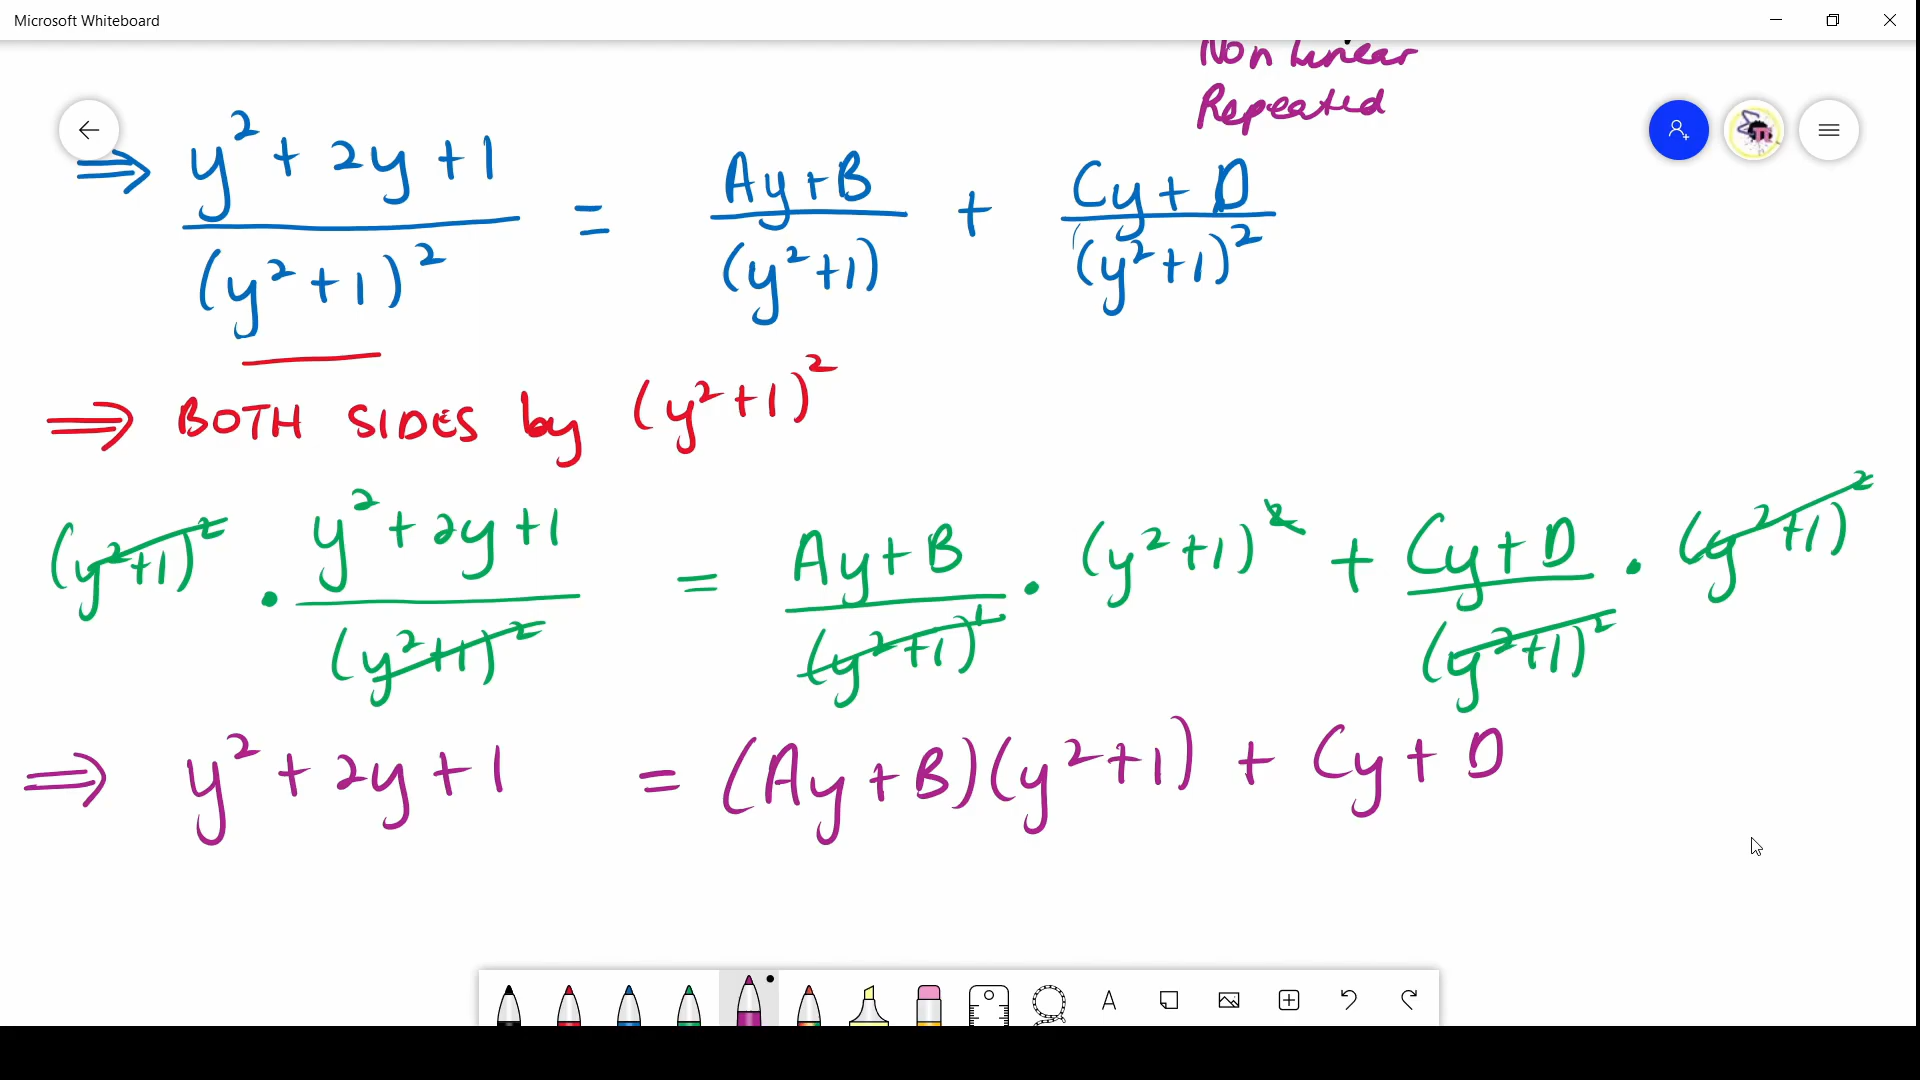 Microsoft Whiteboard
Non Linear
Repeated
⇒ y²+2y+1 / (y²+1)² = Ay+B / (y²+1) + Cy+D / (y²+1)²
⇒ BOTH SIDES by (y²+1)²
(y²+1)² · y²+2y+1 / (y²+1)² = Ay+B / (y²+1)¹ · (y²+1)² + Cy+D / (y²+1)² · (y²+1)²
⇒ y²+2y+1 = (Ay+B)(y²+1) + Cy+D